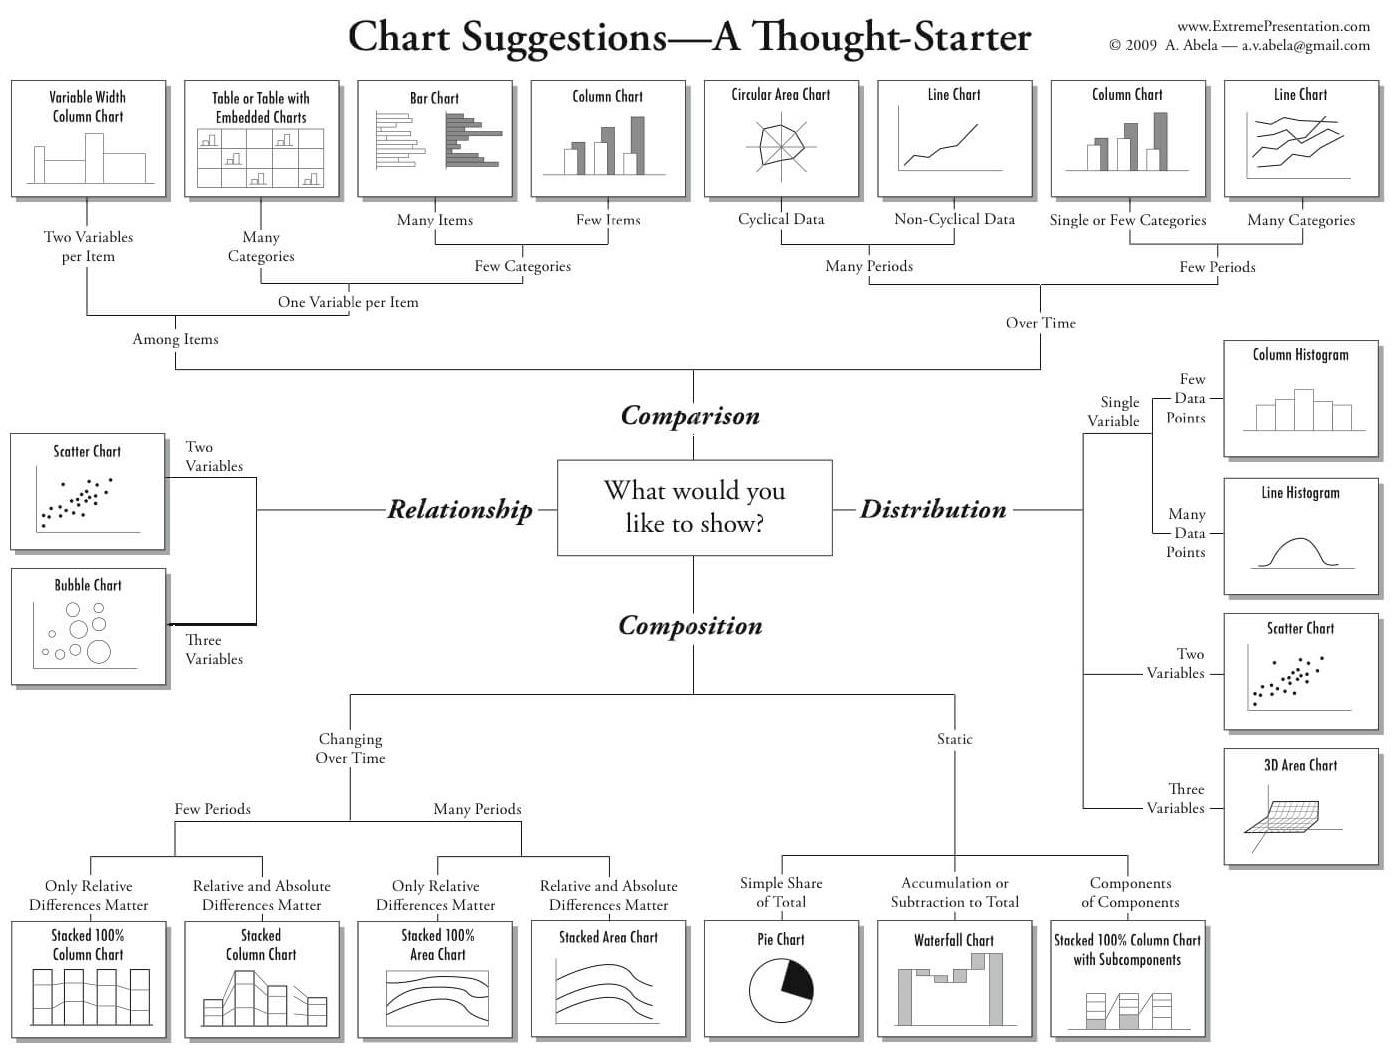 Chart Suggestions—A Thought-Starter
www.ExtremePresentation.com
© 2009 A. Abela — a.v.abela@gmail.com
Variable Width
Column Chart
Table or Table with
Embedded Charts
Bar Chart
Column Chart
Circular Area Chart
Line Chart
Column Chart
Line Chart
Two Variables
per Item
Many
Categories
Many Items
Few Items
Cyclical Data
Non-Cyclical Data
Single or Few Categories
Many Categories
Few Categories
Many Periods
Few Periods
One Variable per Item
Among Items
Over Time
Comparison
What would you
like to show?
Relationship
Distribution
Composition
Two
Variables
Scatter Chart
Bubble Chart
Three
Variables
Single
Variable
Few
Data
Points
Column Histogram
Many
Data
Points
Line Histogram
Two
Variables
Scatter Chart
Three
Variables
3D Area Chart
Changing
Over Time
Static
Few Periods
Many Periods
Only Relative
Differences Matter
Relative and Absolute
Differences Matter
Only Relative
Differences Matter
Relative and Absolute
Differences Matter
Simple Share
of Total
Accumulation or
Subtraction to Total
Components
of Components
Stacked 100%
Column Chart
Stacked
Column Chart
Stacked 100%
Area Chart
Stacked Area Chart
Pie Chart
Waterfall Chart
Stacked 100% Column Chart
with Subcomponents